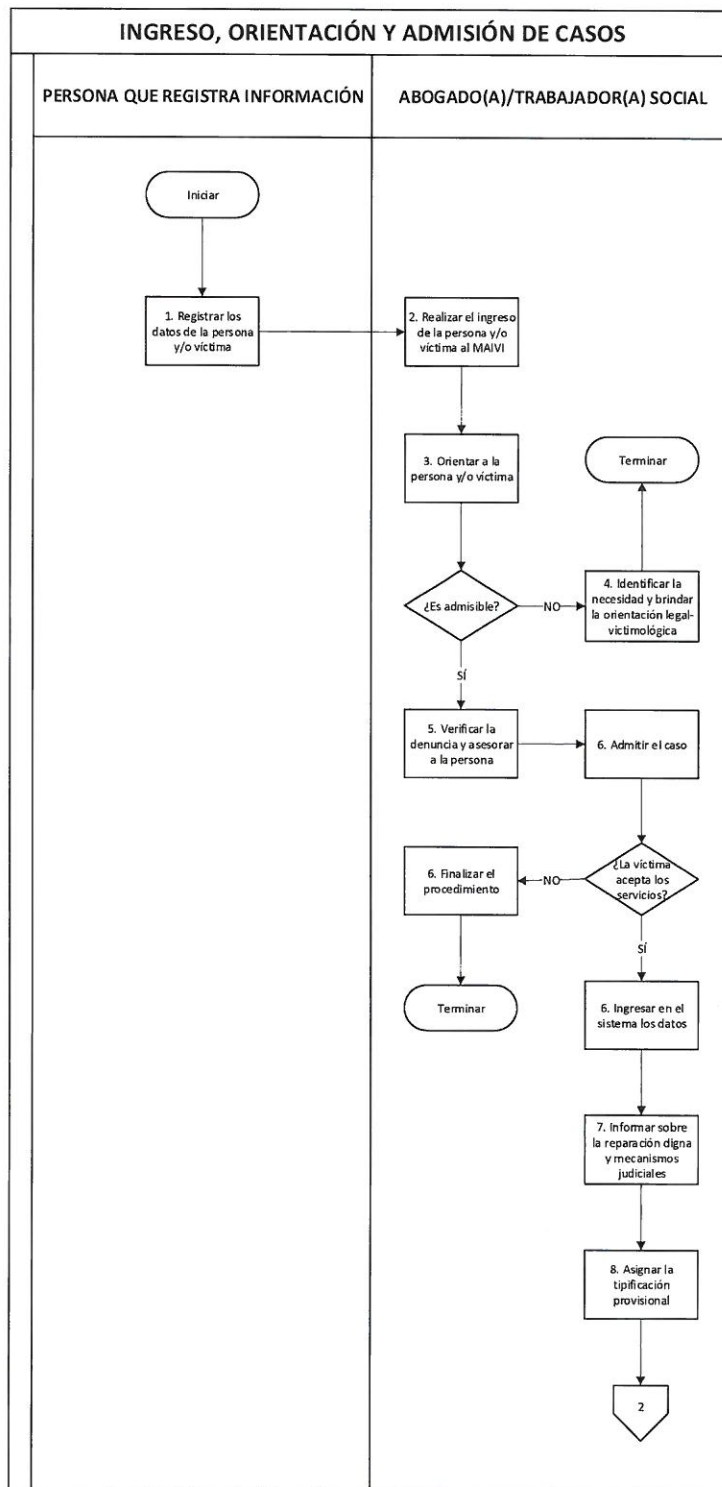 INGRESO, ORIENTACIÓN Y ADMISIÓN DE CASOS
PERSONA QUE REGISTRA INFORMACIÓN
ABOGADO(A)/TRABAJADOR(A) SOCIAL
Iniciar
1. Registrar los
datos de la persona
y/o víctima
2. Realizar el ingreso
de la persona y/o
víctima al MAIVI
3. Orientar a la
persona y/o víctima
Terminar
¿Es admisible?
NO
4. Identificar la
necesidad y brindar
la orientación legal-
victimológica
SÍ
5. Verificar la
denuncia y asesorar
a la persona
6. Admitir el caso
¿La víctima
acepta los
servicios?
NO
6. Finalizar el
procedimiento
SÍ
Terminar
6. Ingresar en el
sistema los datos
7. Informar sobre
la reparación digna
y mecanismos
judiciales
8. Asignar la
tipificación
provisional
2